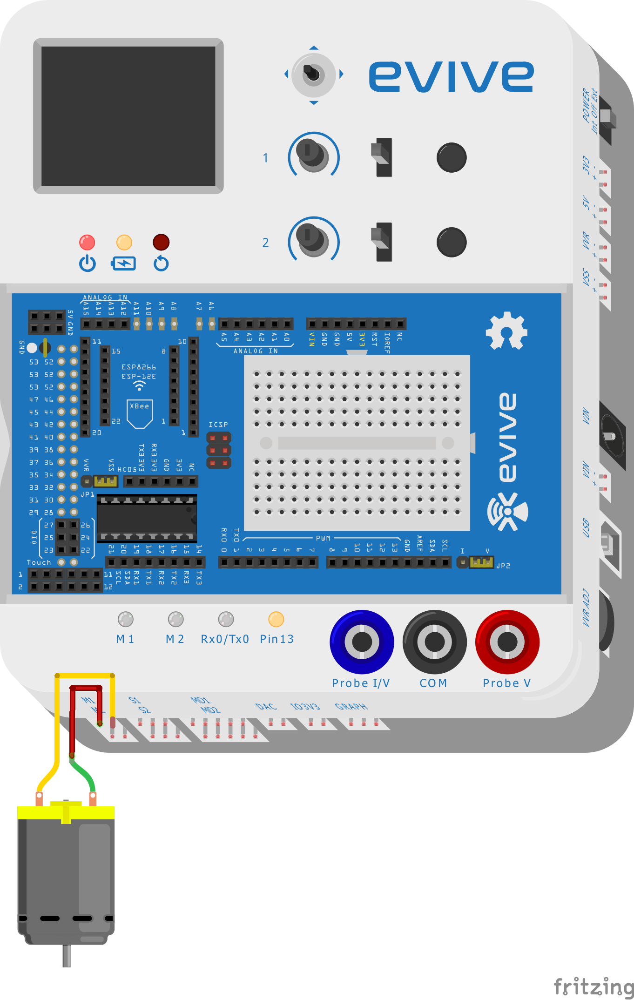 evive
POWER
Int Off Ext
1
3V3
- +
5V
- +
2
VVR
- +
VSS
- +
ANALOG IN
A15 A14 A13 A12 A11 A10 A9 A8 A7 A6
5V GND
A5 A4 A3 A2 A1 A0
ANALOG IN
VIN GND GND 5V 3V3 RST IOREF NC
GND
11 10
15 8
53 52
ESP8266
53 52
ESP-12E
53 52
47 46
XBee
45 44
22 1
43 42
ICSP
20 1
41 40
39 38
37 36
35 34
33 32
31 30
29 28
VVR VSS HC05 TX3 RX3
3V3 3V3 GND 3V3 NC
JP1
evive
VIN
VIN
- +
USB
VVR ADJ
27 26
25 24
23 22
DIO
Touch
1 11
2 12
21 20 19 18 17 16 15 14
SCL SDA RX1 TX1 RX2 TX2 RX3 TX3
RX0 TX0 PWM
0 1 2 3 4 5 6 7 8 9 10 11 12 13 GND AREF SDA SCL
I V
JP2
M1 M2 Rx0/Tx0 Pin13
Probe I/V COM Probe V
M1 S1 MD1 DAC IO3V3 GRAPH
S2 MD2
fritzing